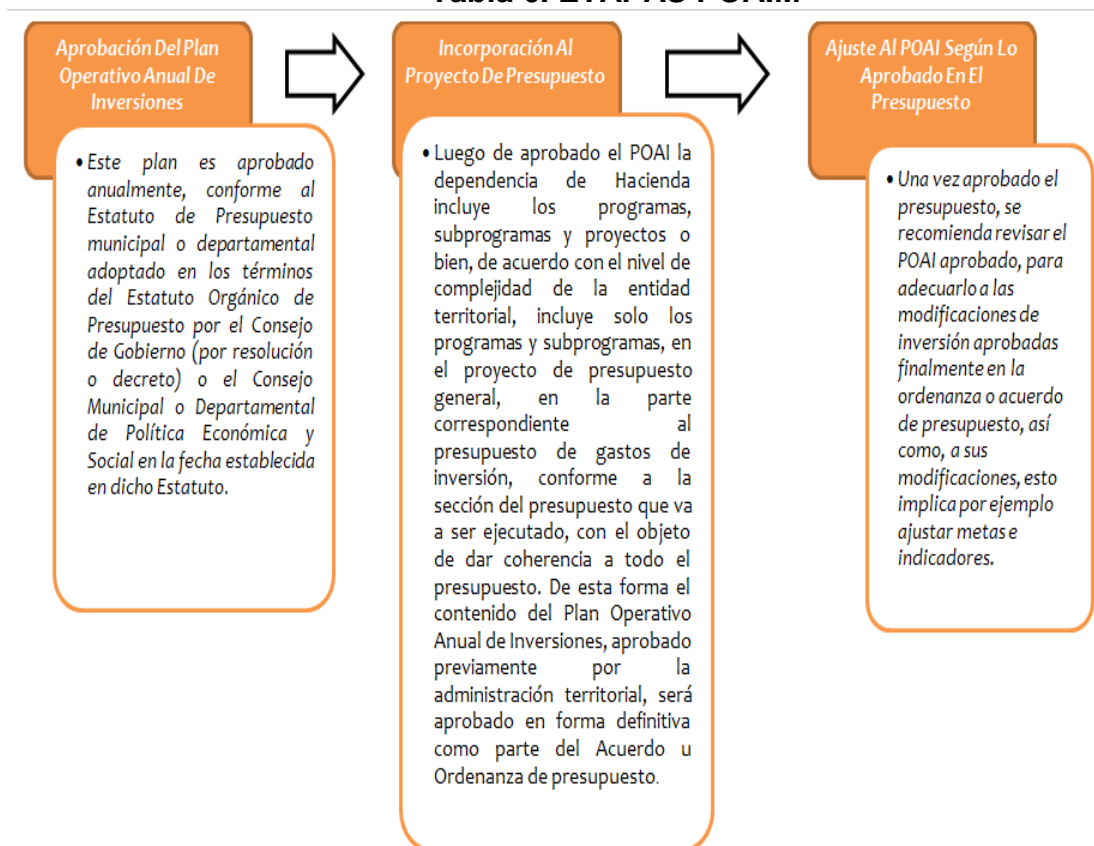 Aprobación Del Plan
Operativo Anual De
Inversiones
• Este plan es aprobado
anualmente, conforme al
Estatuto de Presupuesto
municipal o departamental
adoptado en los términos
del Estatuto Orgánico de
Presupuesto por el Consejo
de Gobierno (por resolución
o decreto) o el Consejo
Municipal o Departamental
de Política Económica y
Social en la fecha establecida
en dicho Estatuto.
Incorporación Al
Proyecto De Presupuesto
• Luego de aprobado el POAI la
dependencia de Hacienda
incluye los programas,
subprogramas y proyectos o
bien, de acuerdo con el nivel de
complejidad de la entidad
territorial, incluye solo los
programas y subprogramas, en
el proyecto de presupuesto
general, en la parte
correspondiente al
presupuesto de gastos de
inversión, conforme a la
sección del presupuesto que va
a ser ejecutado, con el objeto
de dar coherencia a todo el
presupuesto. De esta forma el
contenido del Plan Operativo
Anual de Inversiones, aprobado
previamente por la
administración territorial, será
aprobado en forma definitiva
como parte del Acuerdo u
Ordenanza de presupuesto.
Ajuste Al POAI Según Lo
Aprobado En El
Presupuesto
• Una vez aprobado el
presupuesto, se
recomienda revisar el
POAI aprobado, para
adecuarlo a las
modificaciones de
inversión aprobadas
finalmente en la
ordenanza o acuerdo
de presupuesto, así
como, a sus
modificaciones, esto
implica por ejemplo
ajustar metas e
indicadores.